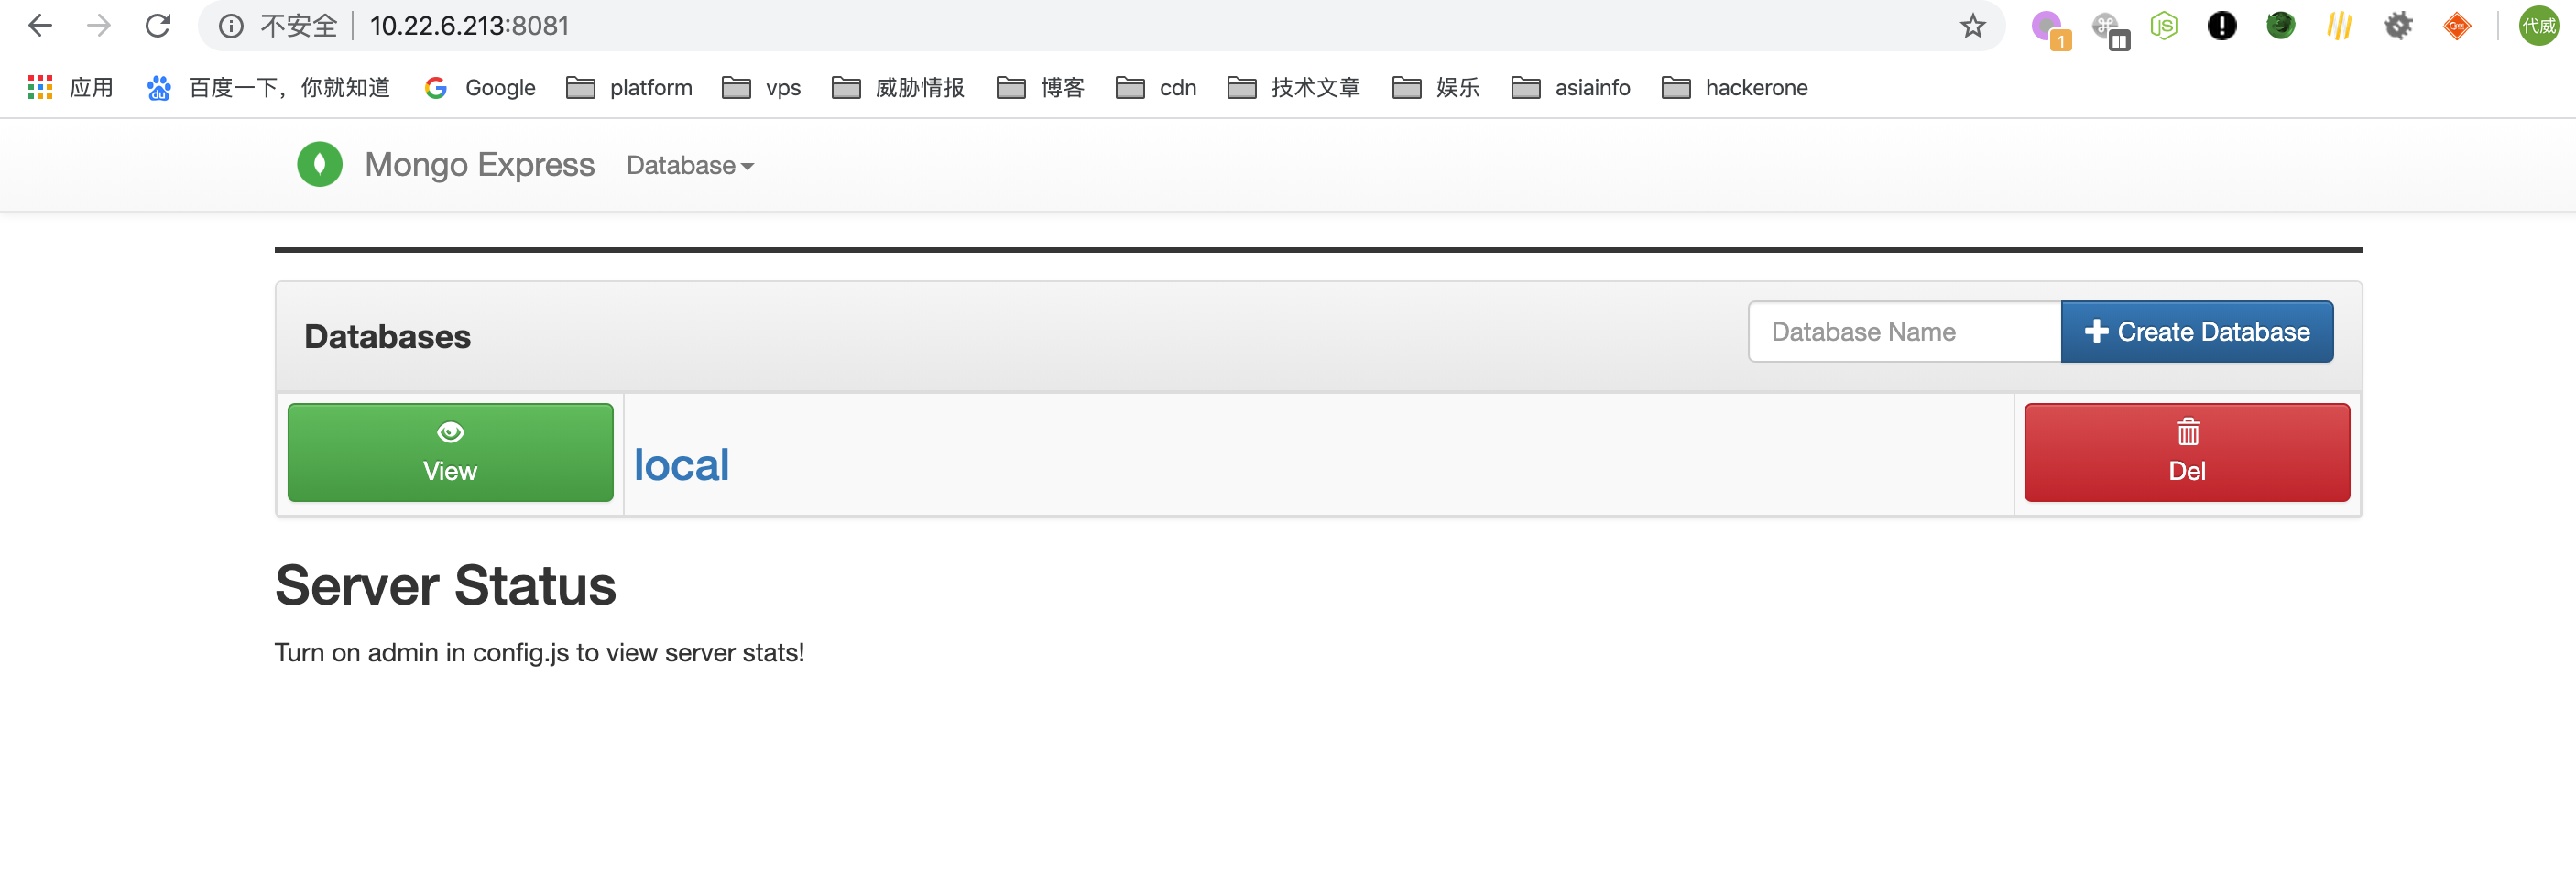 不安全 10.22.6.213:8081 1 JS 代威
应用 du 百度一下，你就知道 Google platform vps 威胁情报 博客 cdn 技术文章 娱乐 asiainfo hackerone
Mongo Express Database
Databases Database Name Create Database
View local Del
Server Status
Turn on admin in config.js to view server stats!